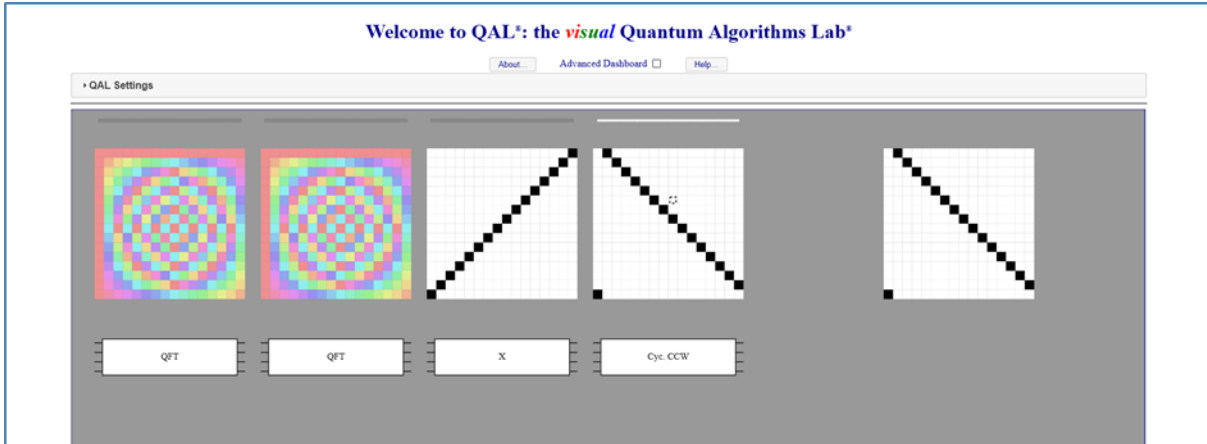 Welcome to QAL®: the visual Quantum Algorithms Lab®
About... Advanced Dashboard Help...
QAL Settings
QFT QFT X Cyc. CCW